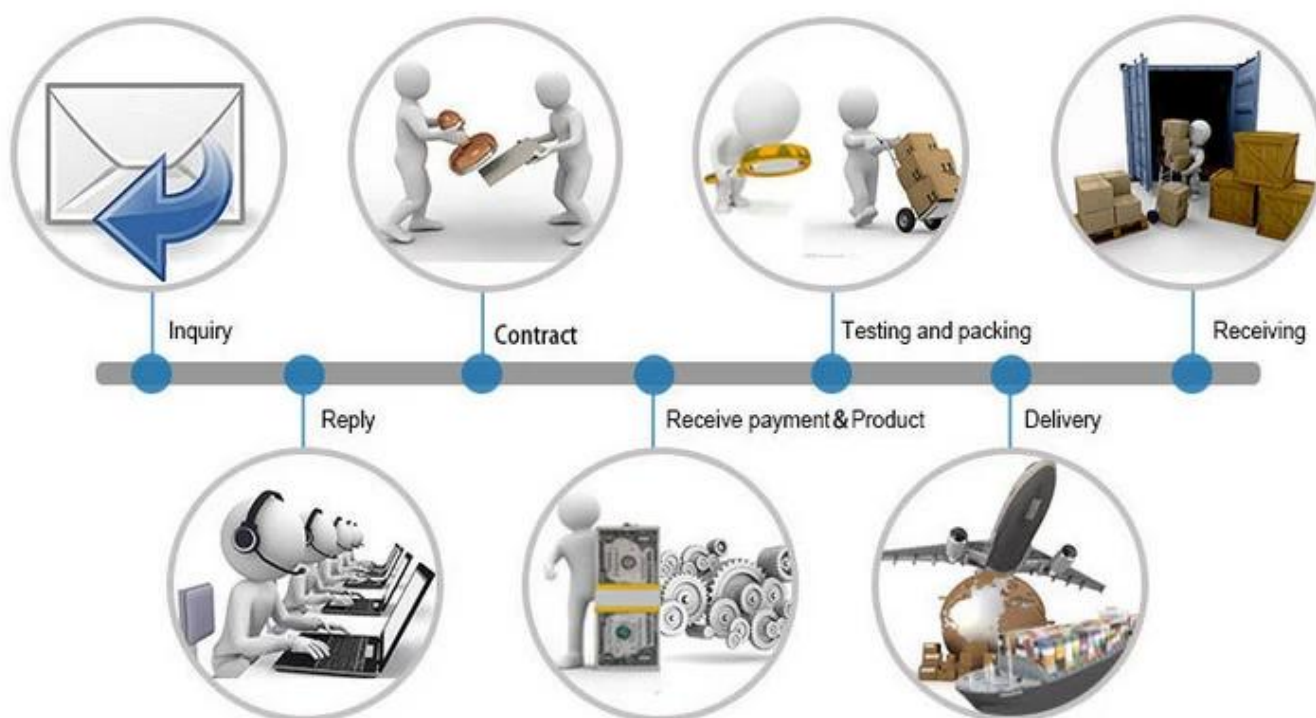 Inquiry
Reply
Contract
Receive payment & Product
Testing and packing
Delivery
Receiving